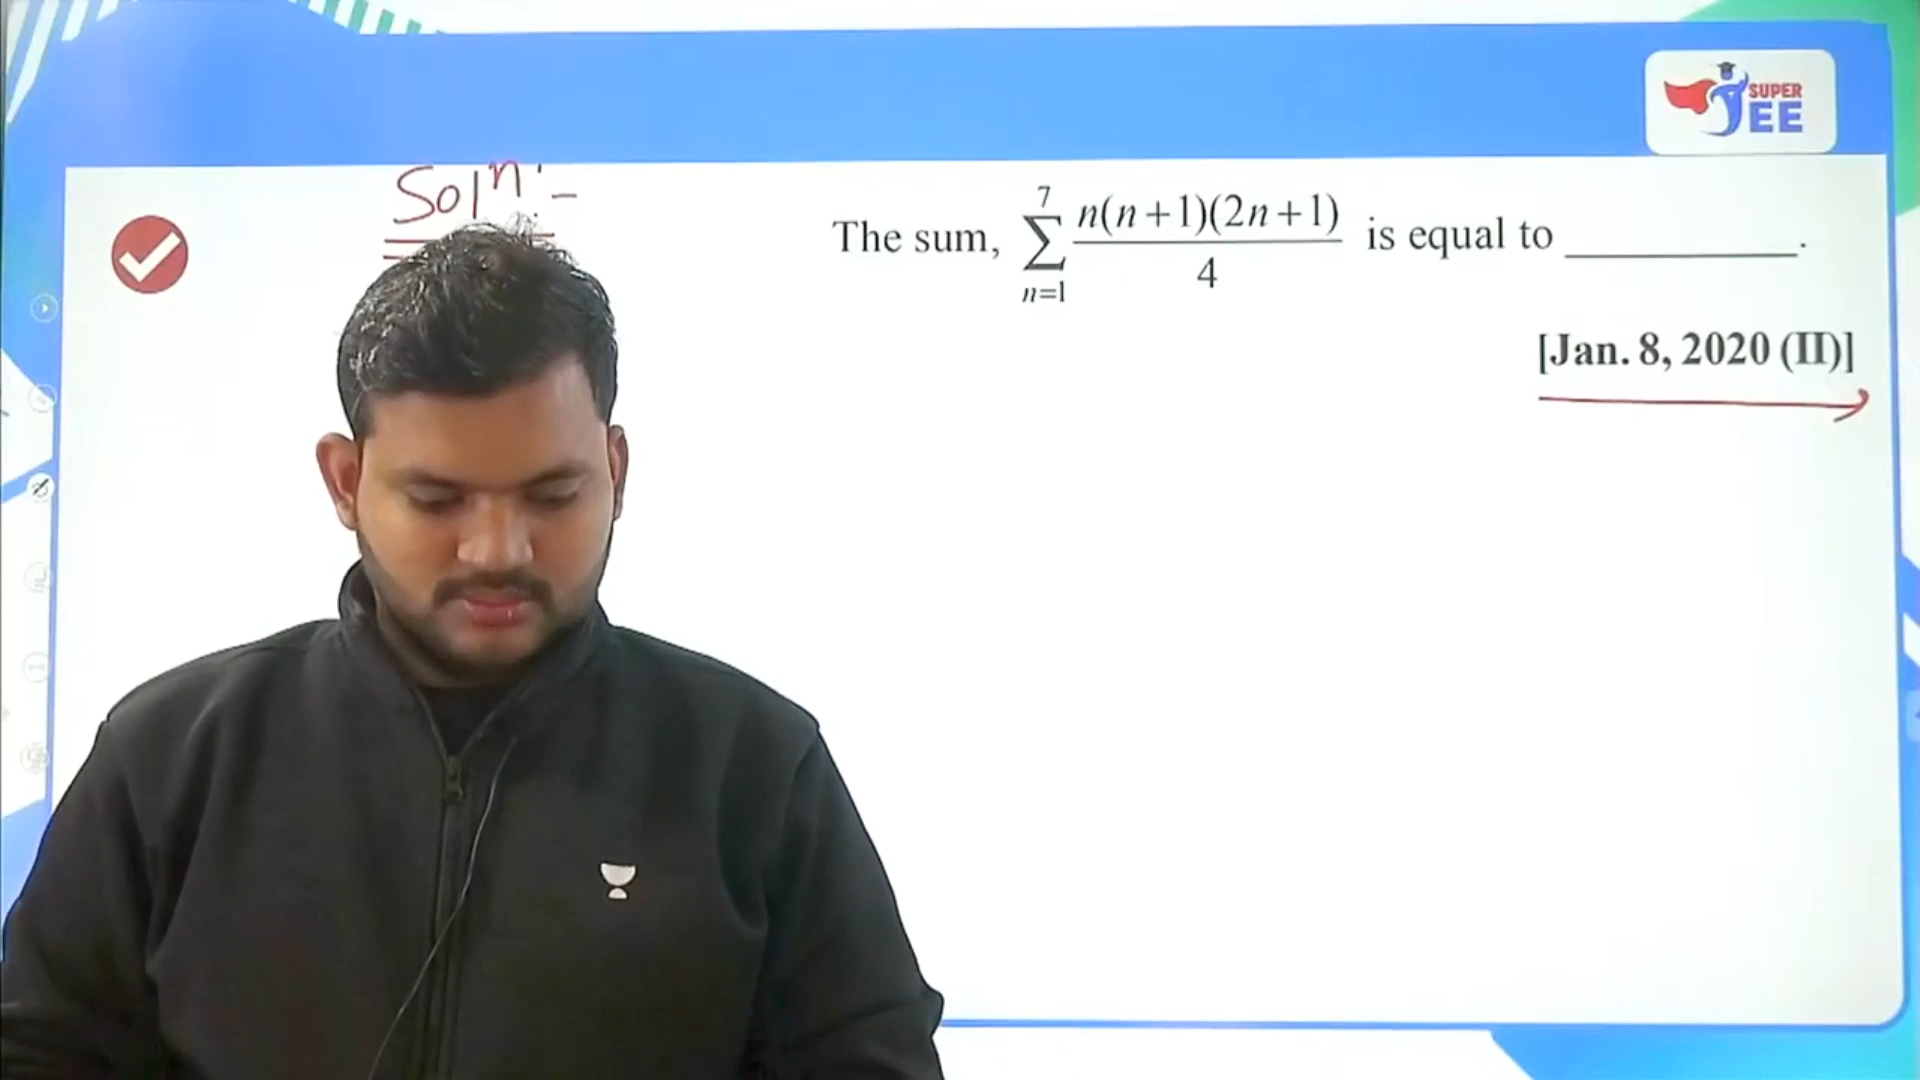 SUPER
JEE
Solⁿ:-
The sum, \sum_{n=1}^{7} \frac{n(n+1)(2n+1)}{4} is equal to ________.
[Jan. 8, 2020 (II)]